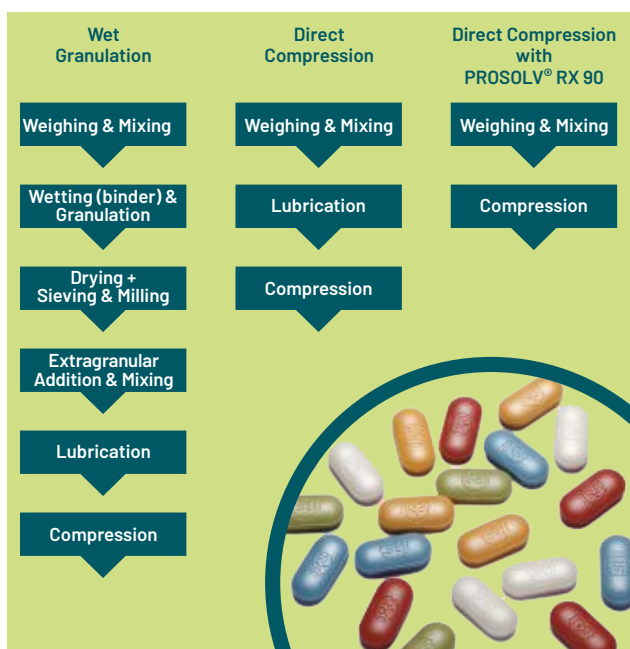 Wet
Granulation
Weighing & Mixing
Wetting (binder) &
Granulation
Drying +
Sieving & Milling
Extragranular
Addition & Mixing
Lubrication
Compression
Direct
Compression
Weighing & Mixing
Lubrication
Compression
Direct Compression
with
PROSOLV® RX 90
Weighing & Mixing
Compression